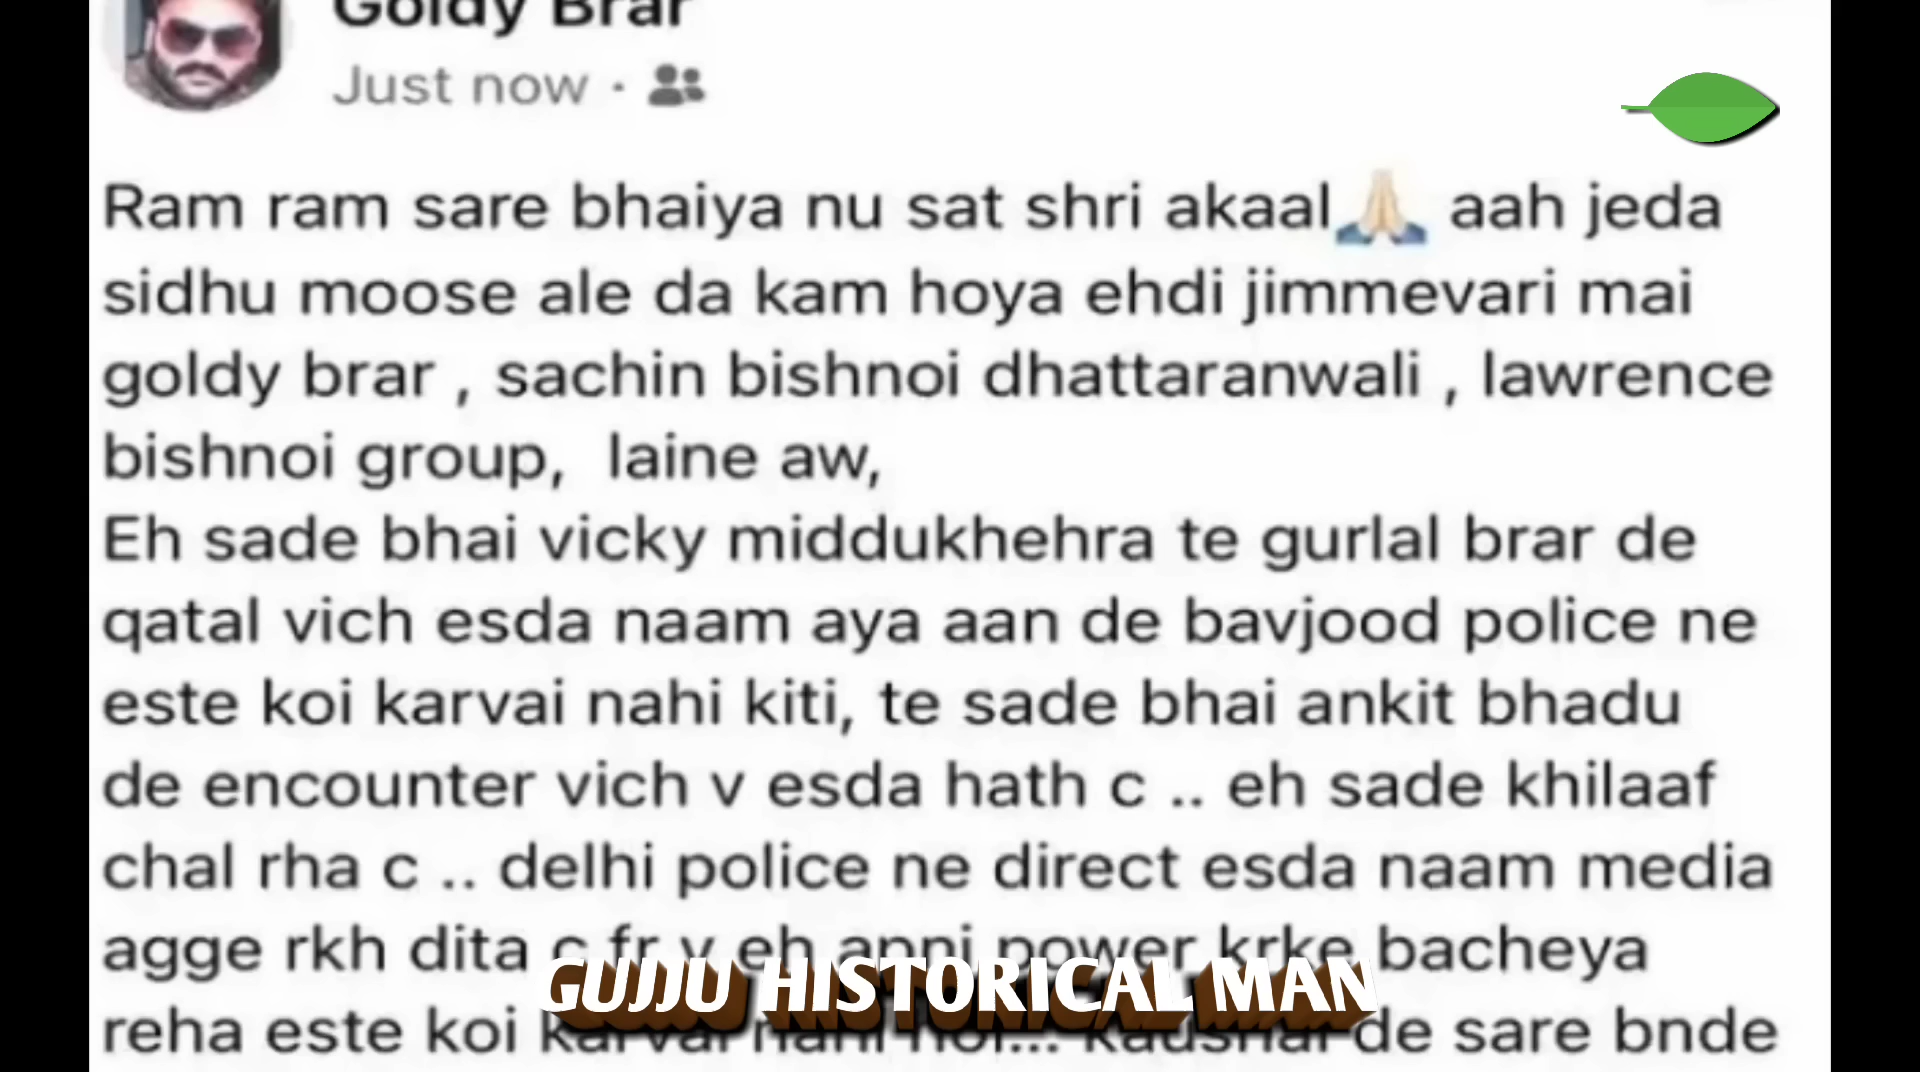 Goldy Brar
Just now ·
Ram ram sare bhaiya nu sat shri akaal🙏🏻 aah jeda
sidhu moose ale da kam hoya ehdi jimmevari mai
goldy brar , sachin bishnoi dhattaranwali , lawrence
bishnoi group, laine aw,
Eh sade bhai vicky middukhehra te gurlal brar de
qatal vich esda naam aya aan de bavjood police ne
este koi karvai nahi kiti, te sade bhai ankit bhadu
de encounter vich v esda hath c .. eh sade khilaaf
chal rha c .. delhi police ne direct esda naam media
agge rkh dita c fr v eh apni power krke bacheya
GUJJU HISTORICAL MAN
reha este koi karvai nahi hoi... kaushal de sare bnde